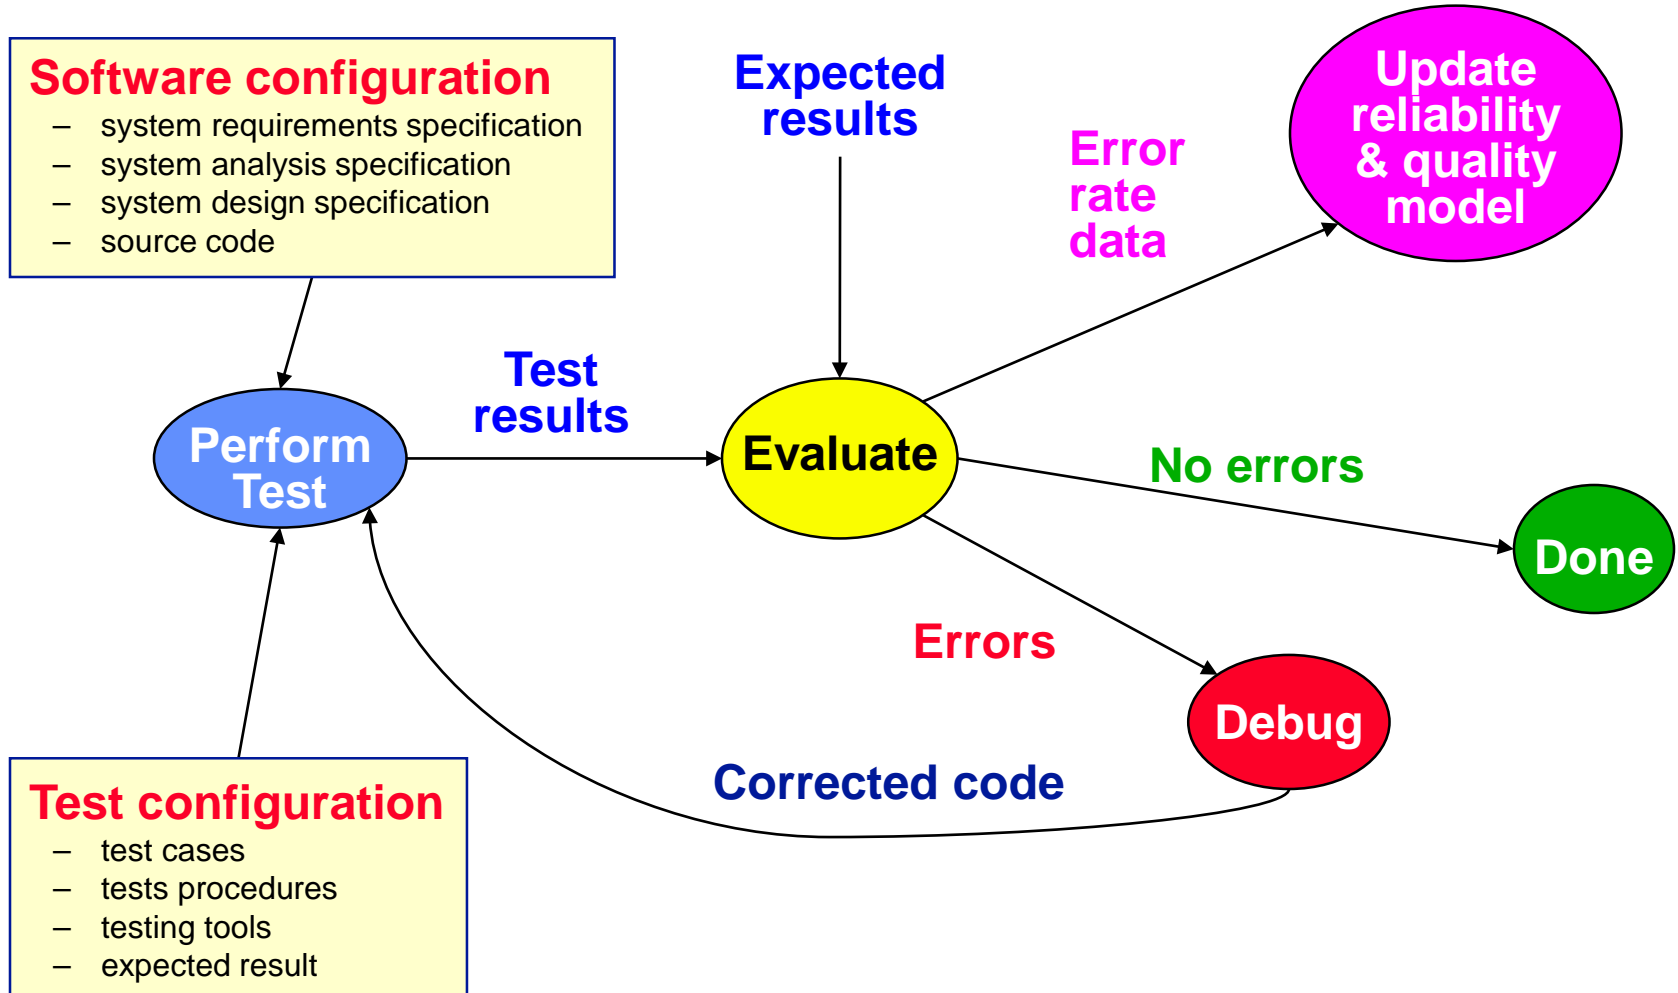 Software configuration
– system requirements specification
– system analysis specification
– system design specification
– source code
Expected
results
Error
rate
data
Update
reliability
& quality
model
Test
results
Perform
Test
Evaluate
No errors
Done
Errors
Debug
Corrected code
Test configuration
– test cases
– tests procedures
– testing tools
– expected result